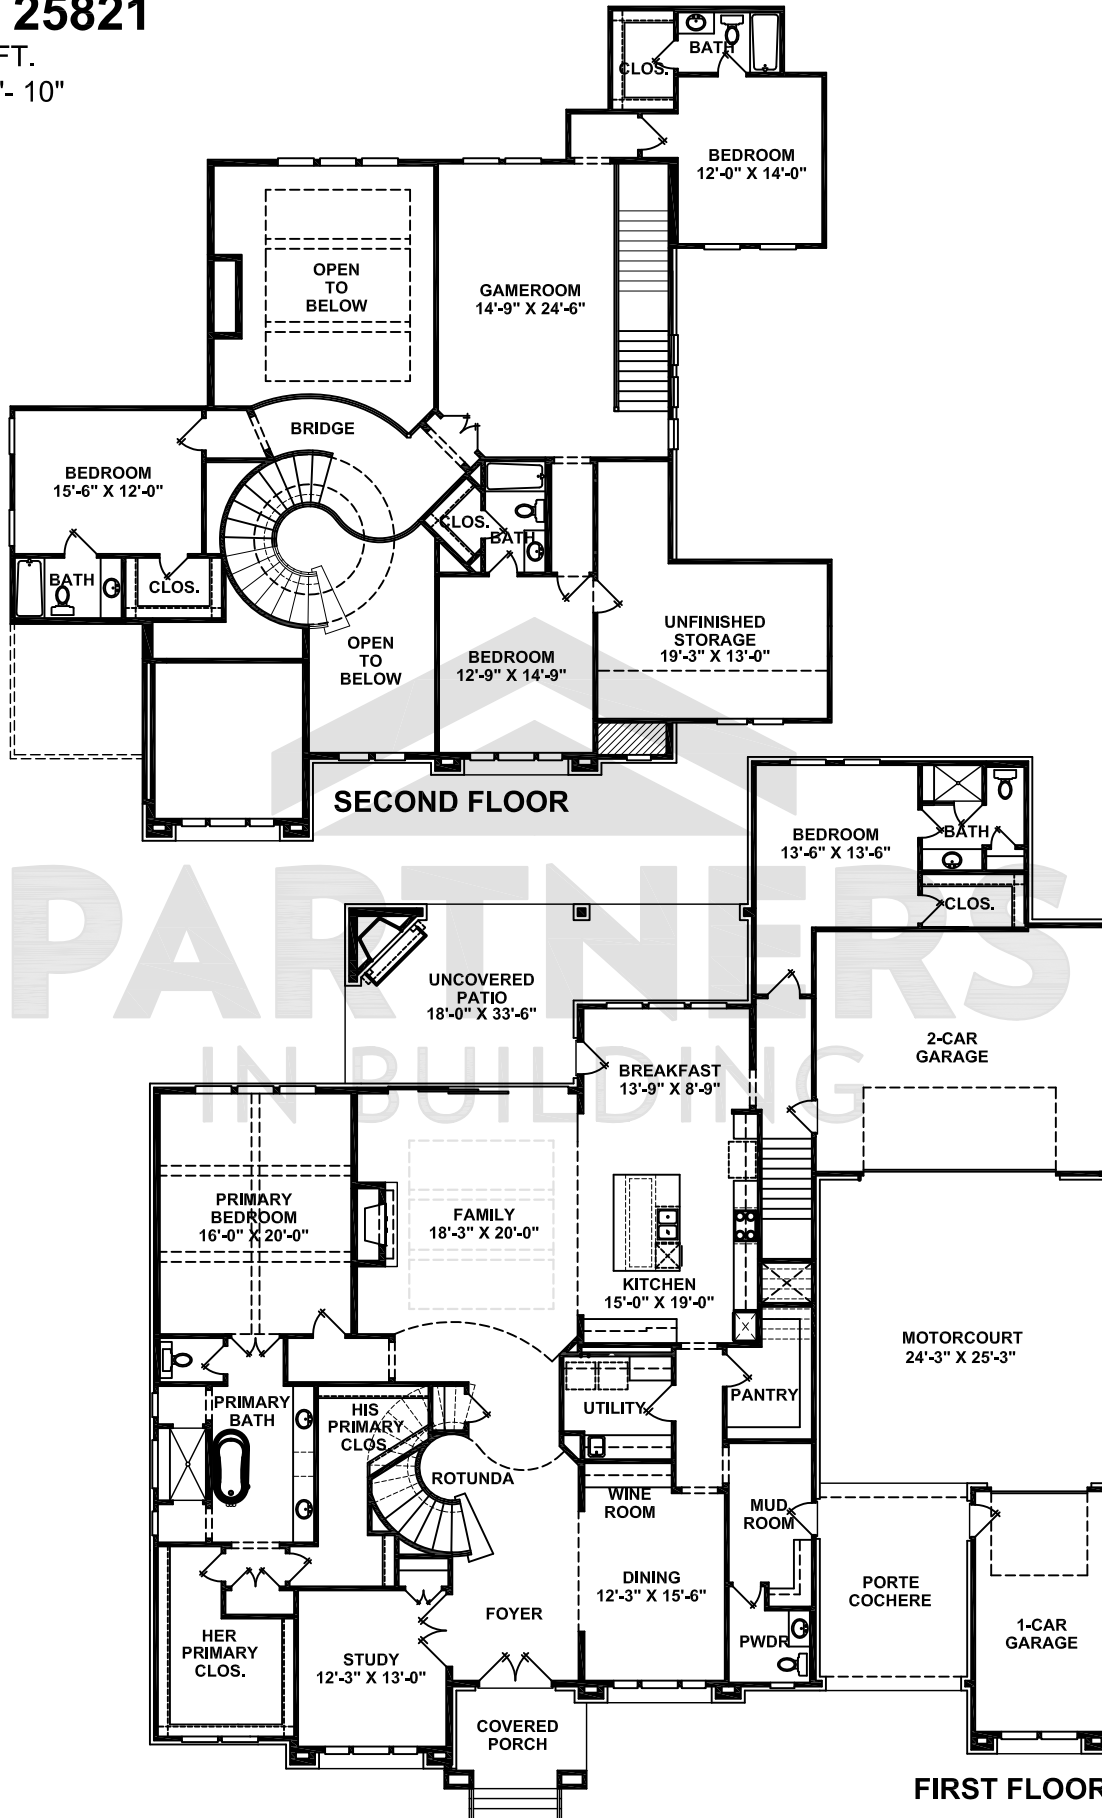 25821
FT.
'- 10"
CLOS.
BATH
BEDROOM
12'-0" X 14'-0"
OPEN
TO
BELOW
GAMEROOM
14'-9" X 24'-6"
BRIDGE
BEDROOM
15'-6" X 12'-0"
BATH
CLOS.
CLOS.
BATH
OPEN
TO
BELOW
BEDROOM
12'-9" X 14'-9"
UNFINISHED
STORAGE
19'-3" X 13'-0"
SECOND FLOOR
PARTNERS
IN BUILDING
BEDROOM
13'-6" X 13'-6"
BATH
CLOS.
UNCOVERED
PATIO
18'-0" X 33'-6"
2-CAR
GARAGE
BREAKFAST
13'-9" X 8'-9"
PRIMARY
BEDROOM
16'-0" X 20'-0"
FAMILY
18'-3" X 20'-0"
KITCHEN
15'-0" X 19'-0"
MOTORCOURT
24'-3" X 25'-3"
PRIMARY
BATH
HIS
PRIMARY
CLOS.
UTILITY
PANTRY
ROTUNDA
WINE
ROOM
MUD
ROOM
DINING
12'-3" X 15'-6"
PORTE
COCHERE
FOYER
HER
PRIMARY
CLOS.
STUDY
12'-3" X 13'-0"
PWDR
1-CAR
GARAGE
COVERED
PORCH
FIRST FLOOR